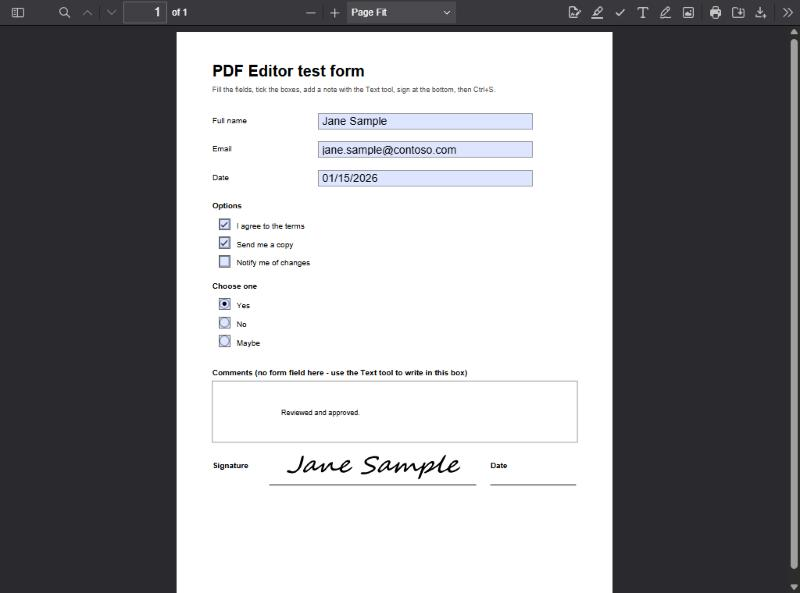 1 of 1 Page Fit
PDF Editor test form
Fill the fields, tick the boxes, add a note with the Text tool, sign at the bottom, then Ctrl+S.
Full name Jane Sample
Email jane.sample@contoso.com
Date 01/15/2026
Options
I agree to the terms
Send me a copy
Notify me of changes
Choose one
Yes
No
Maybe
Comments (no form field here - use the Text tool to write in this box)
Reviewed and approved.
Signature Jane Sample Date